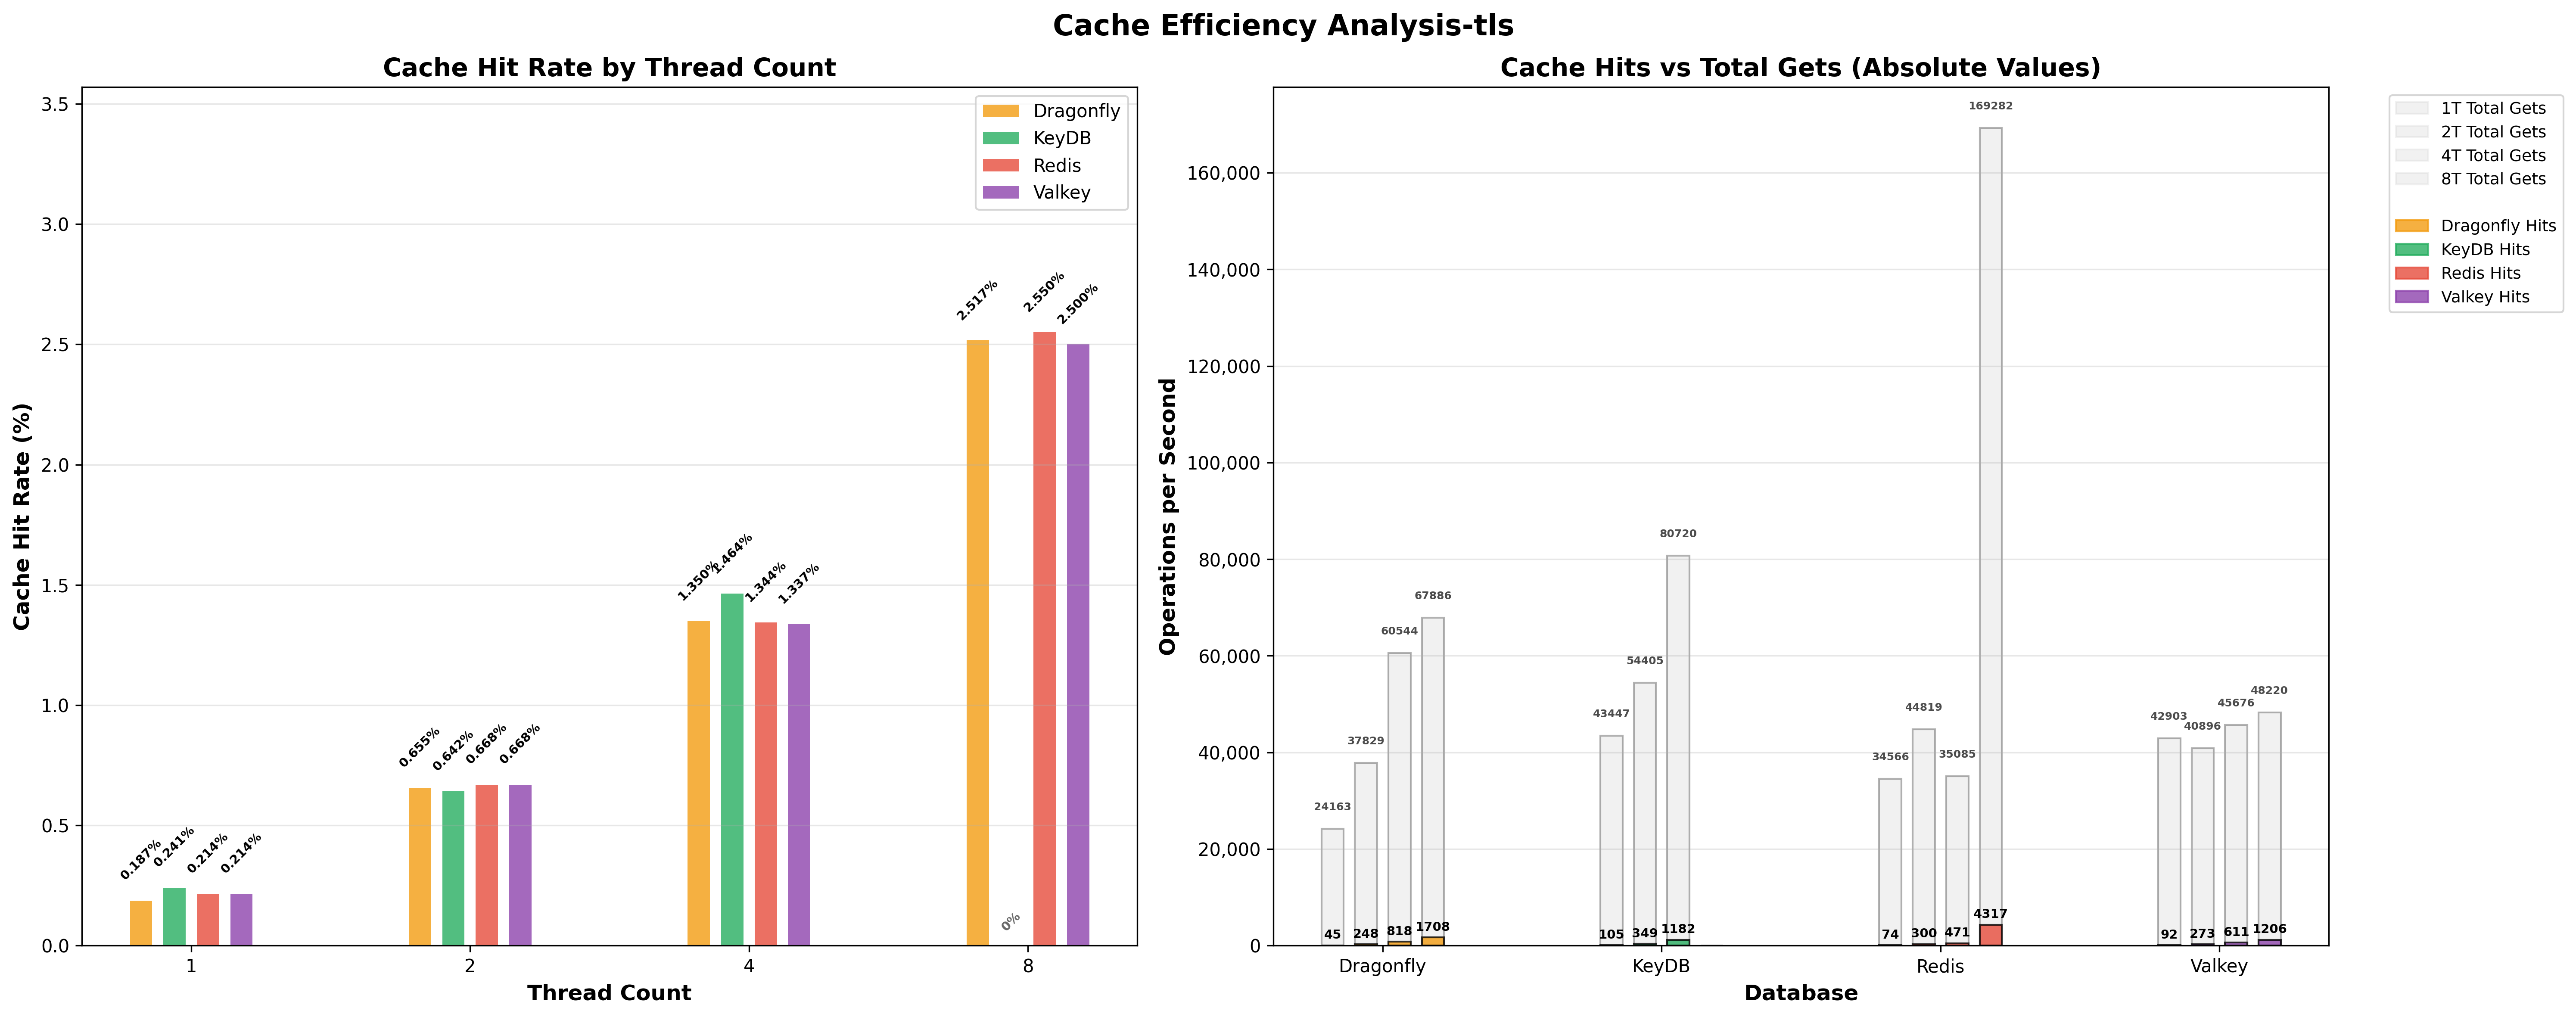 Cache Efficiency Analysis-tls
Cache Hit Rate by Thread Count
Cache Hit Rate (%)
3.5
3.0
2.5
2.0
1.5
1.0
0.5
0.0
Dragonfly
KeyDB
Redis
Valkey
0.187%
0.241%
0.214%
0.214%
0.655%
0.642%
0.668%
0.668%
1.350%
1.464%
1.344%
1.337%
2.517%
0%
2.550%
2.500%
1
2
4
8
Thread Count
Cache Hits vs Total Gets (Absolute Values)
Operations per Second
160,000
140,000
120,000
100,000
80,000
60,000
40,000
20,000
0
24163
37829
60544
67886
45
248
818
1708
43447
54405
80720
105
349
1182
34566
44819
35085
169282
74
300
471
4317
42903
40896
45676
48220
92
273
611
1206
Dragonfly
KeyDB
Redis
Valkey
Database
1T Total Gets
2T Total Gets
4T Total Gets
8T Total Gets
Dragonfly Hits
KeyDB Hits
Redis Hits
Valkey Hits